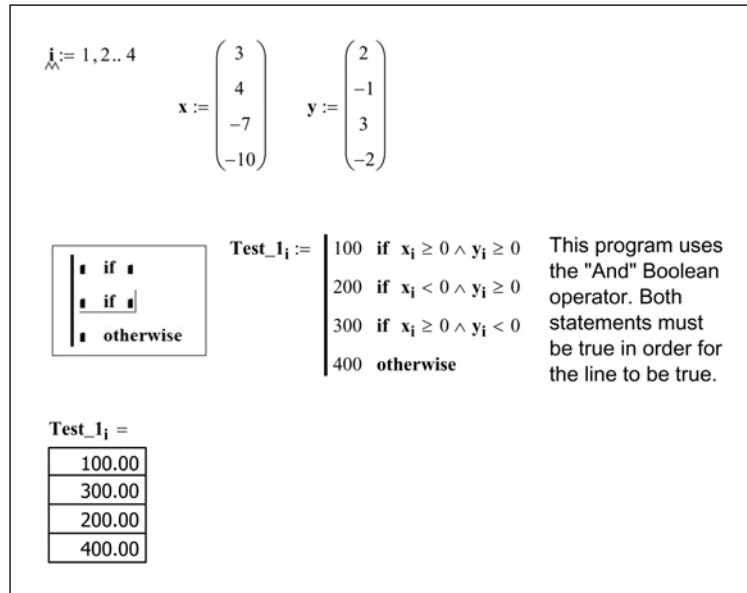 i := 1, 2.. 4
x := ( 3 4 −7 −10 )
y := ( 2 −1 3 −2 )
if
if
otherwise
Test_1i := 100 if xi ≥ 0 ∧ yi ≥ 0
200 if xi < 0 ∧ yi ≥ 0
300 if xi ≥ 0 ∧ yi < 0
400 otherwise
This program uses
the "And" Boolean
operator. Both
statements must
be true in order for
the line to be true.
Test_1i =
100.00
300.00
200.00
400.00